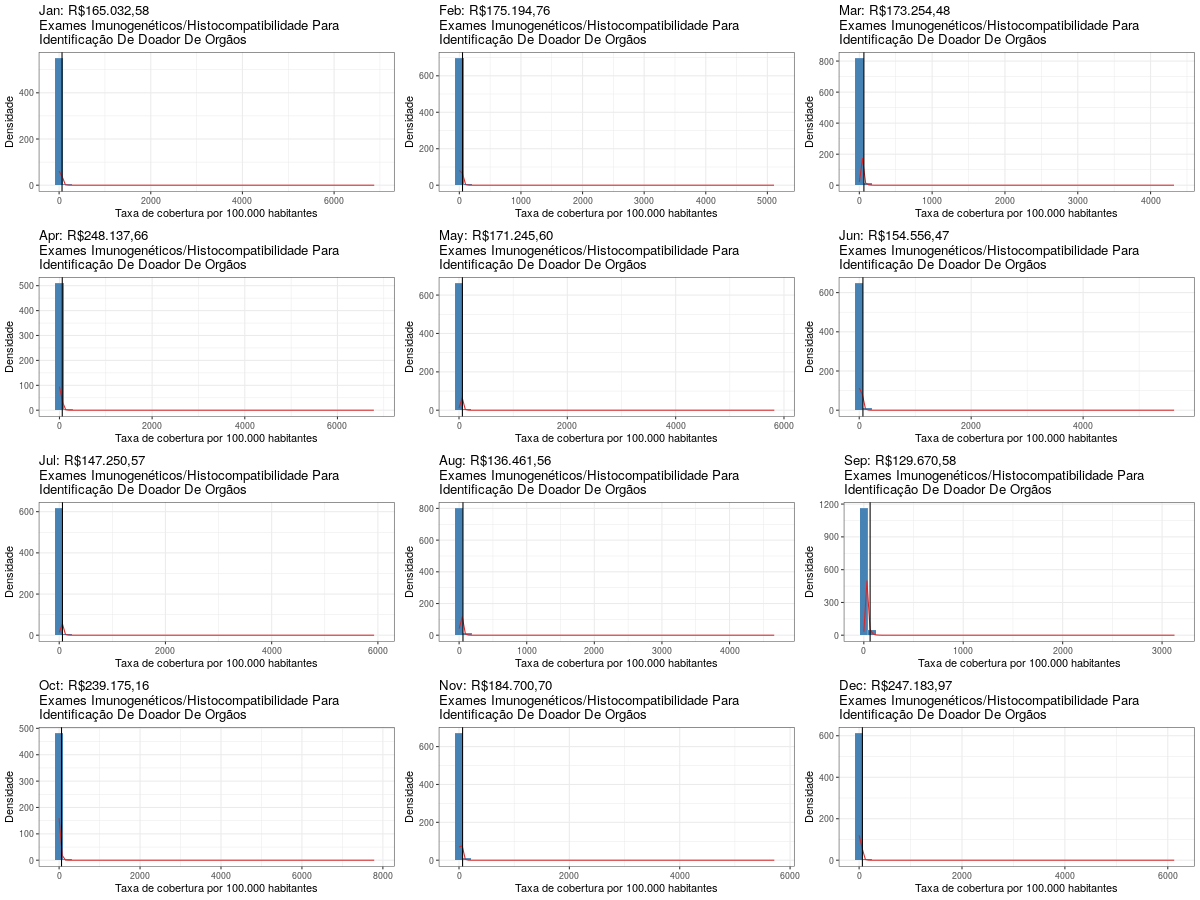 Jan: R$165.032,58
Exames Imunogenéticos/Histocompatibilidade Para
Identificação De Doador De Orgãos
Densidade
400
200
0
0 2000 4000 6000
Taxa de cobertura por 100.000 habitantes
Feb: R$175.194,76
Exames Imunogenéticos/Histocompatibilidade Para
Identificação De Doador De Orgãos
Densidade
600
400
200
0
0 1000 2000 3000 4000 5000
Taxa de cobertura por 100.000 habitantes
Mar: R$173.254,48
Exames Imunogenéticos/Histocompatibilidade Para
Identificação De Doador De Orgãos
Densidade
800
600
400
200
0
0 1000 2000 3000 4000
Taxa de cobertura por 100.000 habitantes
Apr: R$248.137,66
Exames Imunogenéticos/Histocompatibilidade Para
Identificação De Doador De Orgãos
Densidade
500
400
300
200
100
0
0 2000 4000 6000
Taxa de cobertura por 100.000 habitantes
May: R$171.245,60
Exames Imunogenéticos/Histocompatibilidade Para
Identificação De Doador De Orgãos
Densidade
600
400
200
0
0 2000 4000 6000
Taxa de cobertura por 100.000 habitantes
Jun: R$154.556,47
Exames Imunogenéticos/Histocompatibilidade Para
Identificação De Doador De Orgãos
Densidade
600
400
200
0
0 2000 4000
Taxa de cobertura por 100.000 habitantes
Jul: R$147.250,57
Exames Imunogenéticos/Histocompatibilidade Para
Identificação De Doador De Orgãos
Densidade
600
400
200
0
0 2000 4000 6000
Taxa de cobertura por 100.000 habitantes
Aug: R$136.461,56
Exames Imunogenéticos/Histocompatibilidade Para
Identificação De Doador De Orgãos
Densidade
800
600
400
200
0
0 1000 2000 3000 4000
Taxa de cobertura por 100.000 habitantes
Sep: R$129.670,58
Exames Imunogenéticos/Histocompatibilidade Para
Identificação De Doador De Orgãos
Densidade
1200
900
600
300
0
0 1000 2000 3000
Taxa de cobertura por 100.000 habitantes
Oct: R$239.175,16
Exames Imunogenéticos/Histocompatibilidade Para
Identificação De Doador De Orgãos
Densidade
500
400
300
200
100
0
0 2000 4000 6000 8000
Taxa de cobertura por 100.000 habitantes
Nov: R$184.700,70
Exames Imunogenéticos/Histocompatibilidade Para
Identificação De Doador De Orgãos
Densidade
600
400
200
0
0 2000 4000 6000
Taxa de cobertura por 100.000 habitantes
Dec: R$247.183,97
Exames Imunogenéticos/Histocompatibilidade Para
Identificação De Doador De Orgãos
Densidade
600
400
200
0
0 2000 4000 6000
Taxa de cobertura por 100.000 habitantes